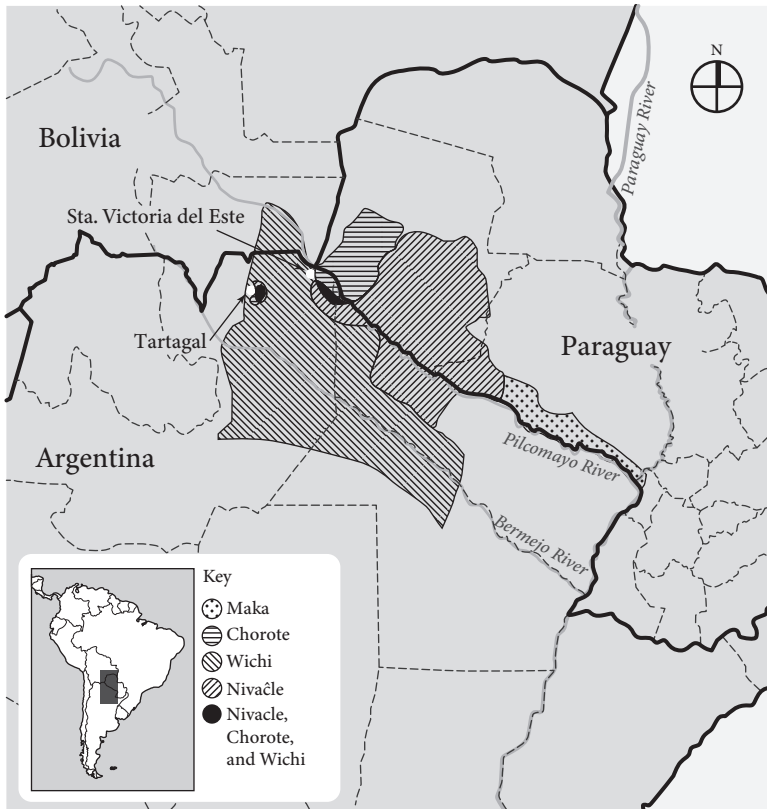 N
Paraguay River
Bolivia
Sta. Victoria del Este
Tartagal
Paraguay
Argentina
Pilcomayo River
Bermejo River
Key
Maka
Chorote
Wichi
Nivaĉle
Nivacle,
Chorote,
and Wichi